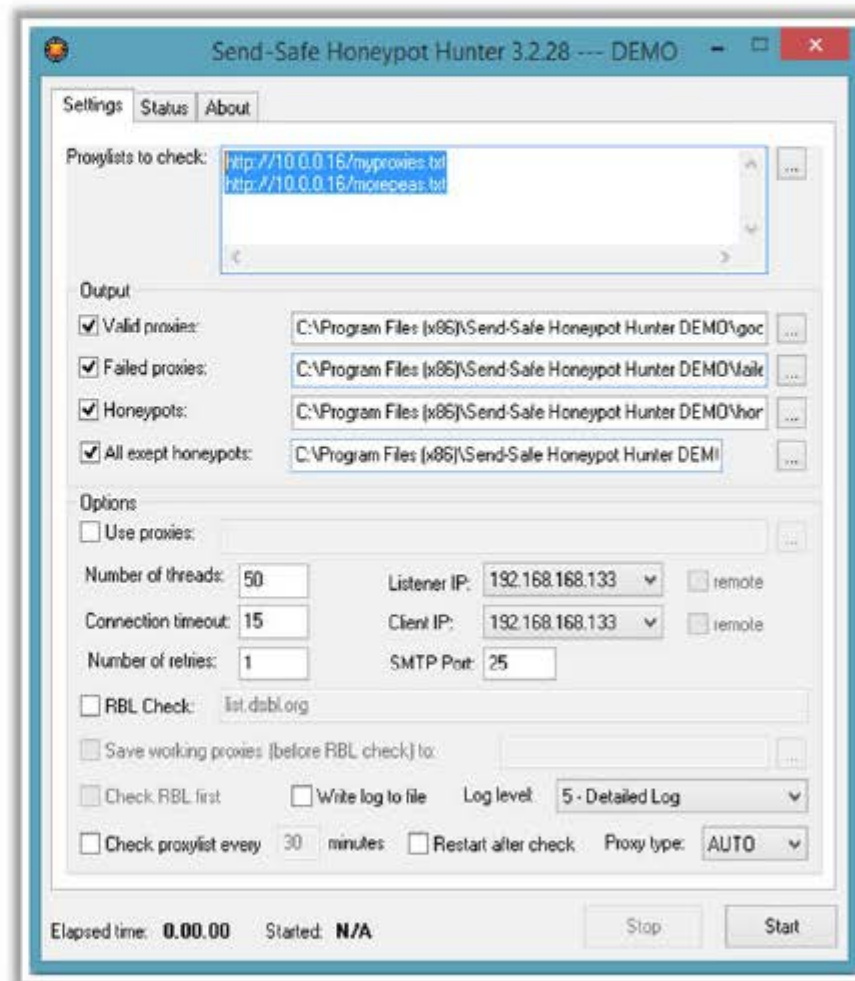 Send-Safe Honeypot Hunter 3.2.28 --- DEMO
Settings Status About
Proxylists to check: http://10.0.0.16/myproxies.txt
http://10.0.0.16/morepeas.txt
...
Output
Valid proxies: C:\Program Files (x86)\Send-Safe Honeypot Hunter DEMO\goc ...
Failed proxies: C:\Program Files (x86)\Send-Safe Honeypot Hunter DEMO\faile ...
Honeypots: C:\Program Files (x86)\Send-Safe Honeypot Hunter DEMO\hor ...
All exept honeypots: C:\Program Files (x86)\Send-Safe Honeypot Hunter DEM ...
Options
Use proxies: ...
Number of threads: 50 Listener IP: 192.168.168.133 remote
Connection timeout: 15 Client IP: 192.168.168.133 remote
Number of retries: 1 SMTP Port: 25
RBL Check: list.dsbl.org
Save working proxies (before RBL check) to: ...
Check RBL first Write log to file Log level: 5 - Detailed Log
Check proxylist every 30 minutes Restart after check Proxy type: AUTO
Elapsed time: 0.00.00 Started: N/A Stop Start